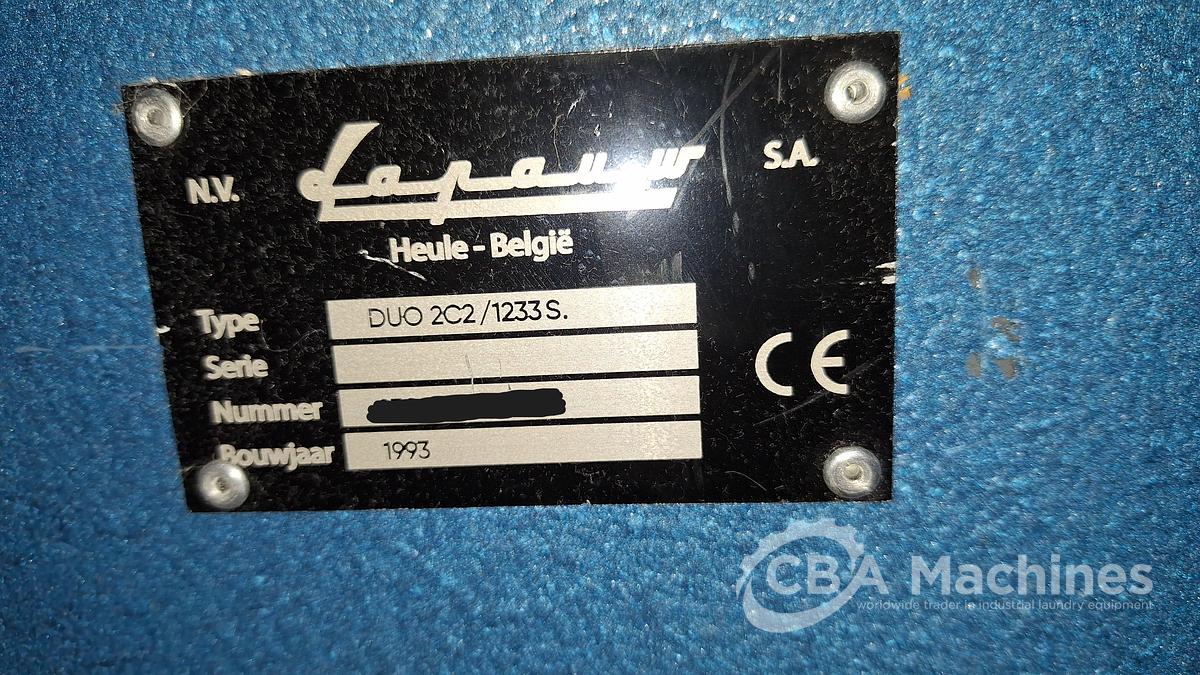 N.V. Lapauw S.A.
Heule - België
Type DUO 2C2/1233 S.
Serie
Nummer
Bouwjaar 1993
CE
CBA Machines
worldwide trader in industrial laundry equipment